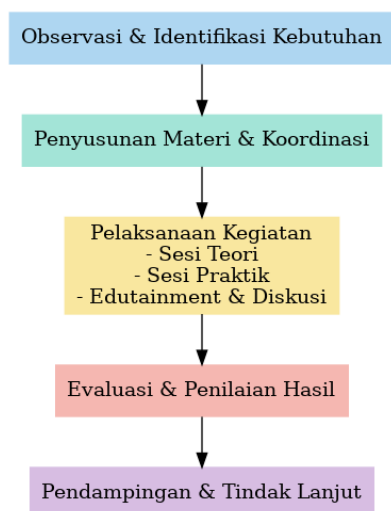 Observasi & Identifikasi Kebutuhan
Penyusunan Materi & Koordinasi
Pelaksanaan Kegiatan
- Sesi Teori
- Sesi Praktik
- Edutainment & Diskusi
Evaluasi & Penilaian Hasil
Pendampingan & Tindak Lanjut